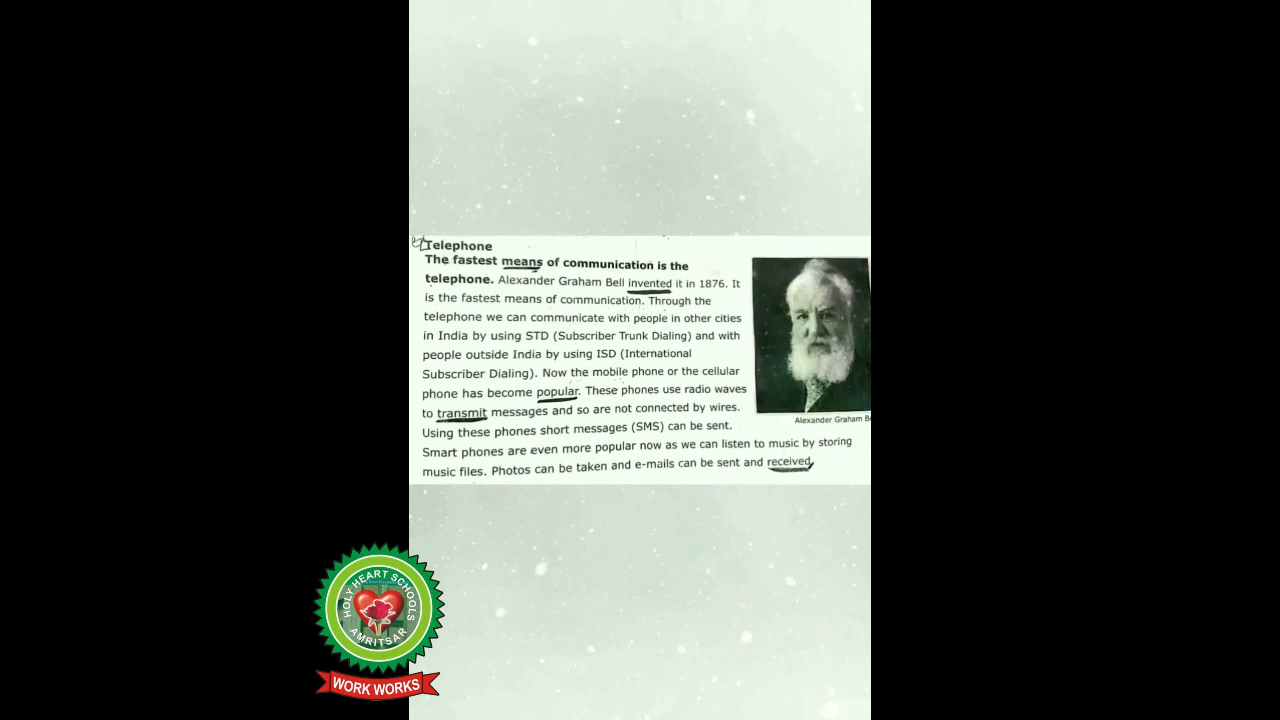 Telephone
The fastest means of communication is the
telephone. Alexander Graham Bell invented it in 1876. It
is the fastest means of communication. Through the
telephone we can communicate with people in other cities
in India by using STD (Subscriber Trunk Dialing) and with
people outside India by using ISD (International
Subscriber Dialing). Now the mobile phone or the cellular
phone has become popular. These phones use radio waves
to transmit messages and so are not connected by wires.
Using these phones short messages (SMS) can be sent.
Smart phones are even more popular now as we can listen to music by storing
music files. Photos can be taken and e-mails can be sent and received.
Alexander Graham Be
HOLY HEART SCHOOLS
AMRITSAR
WORK WORKS